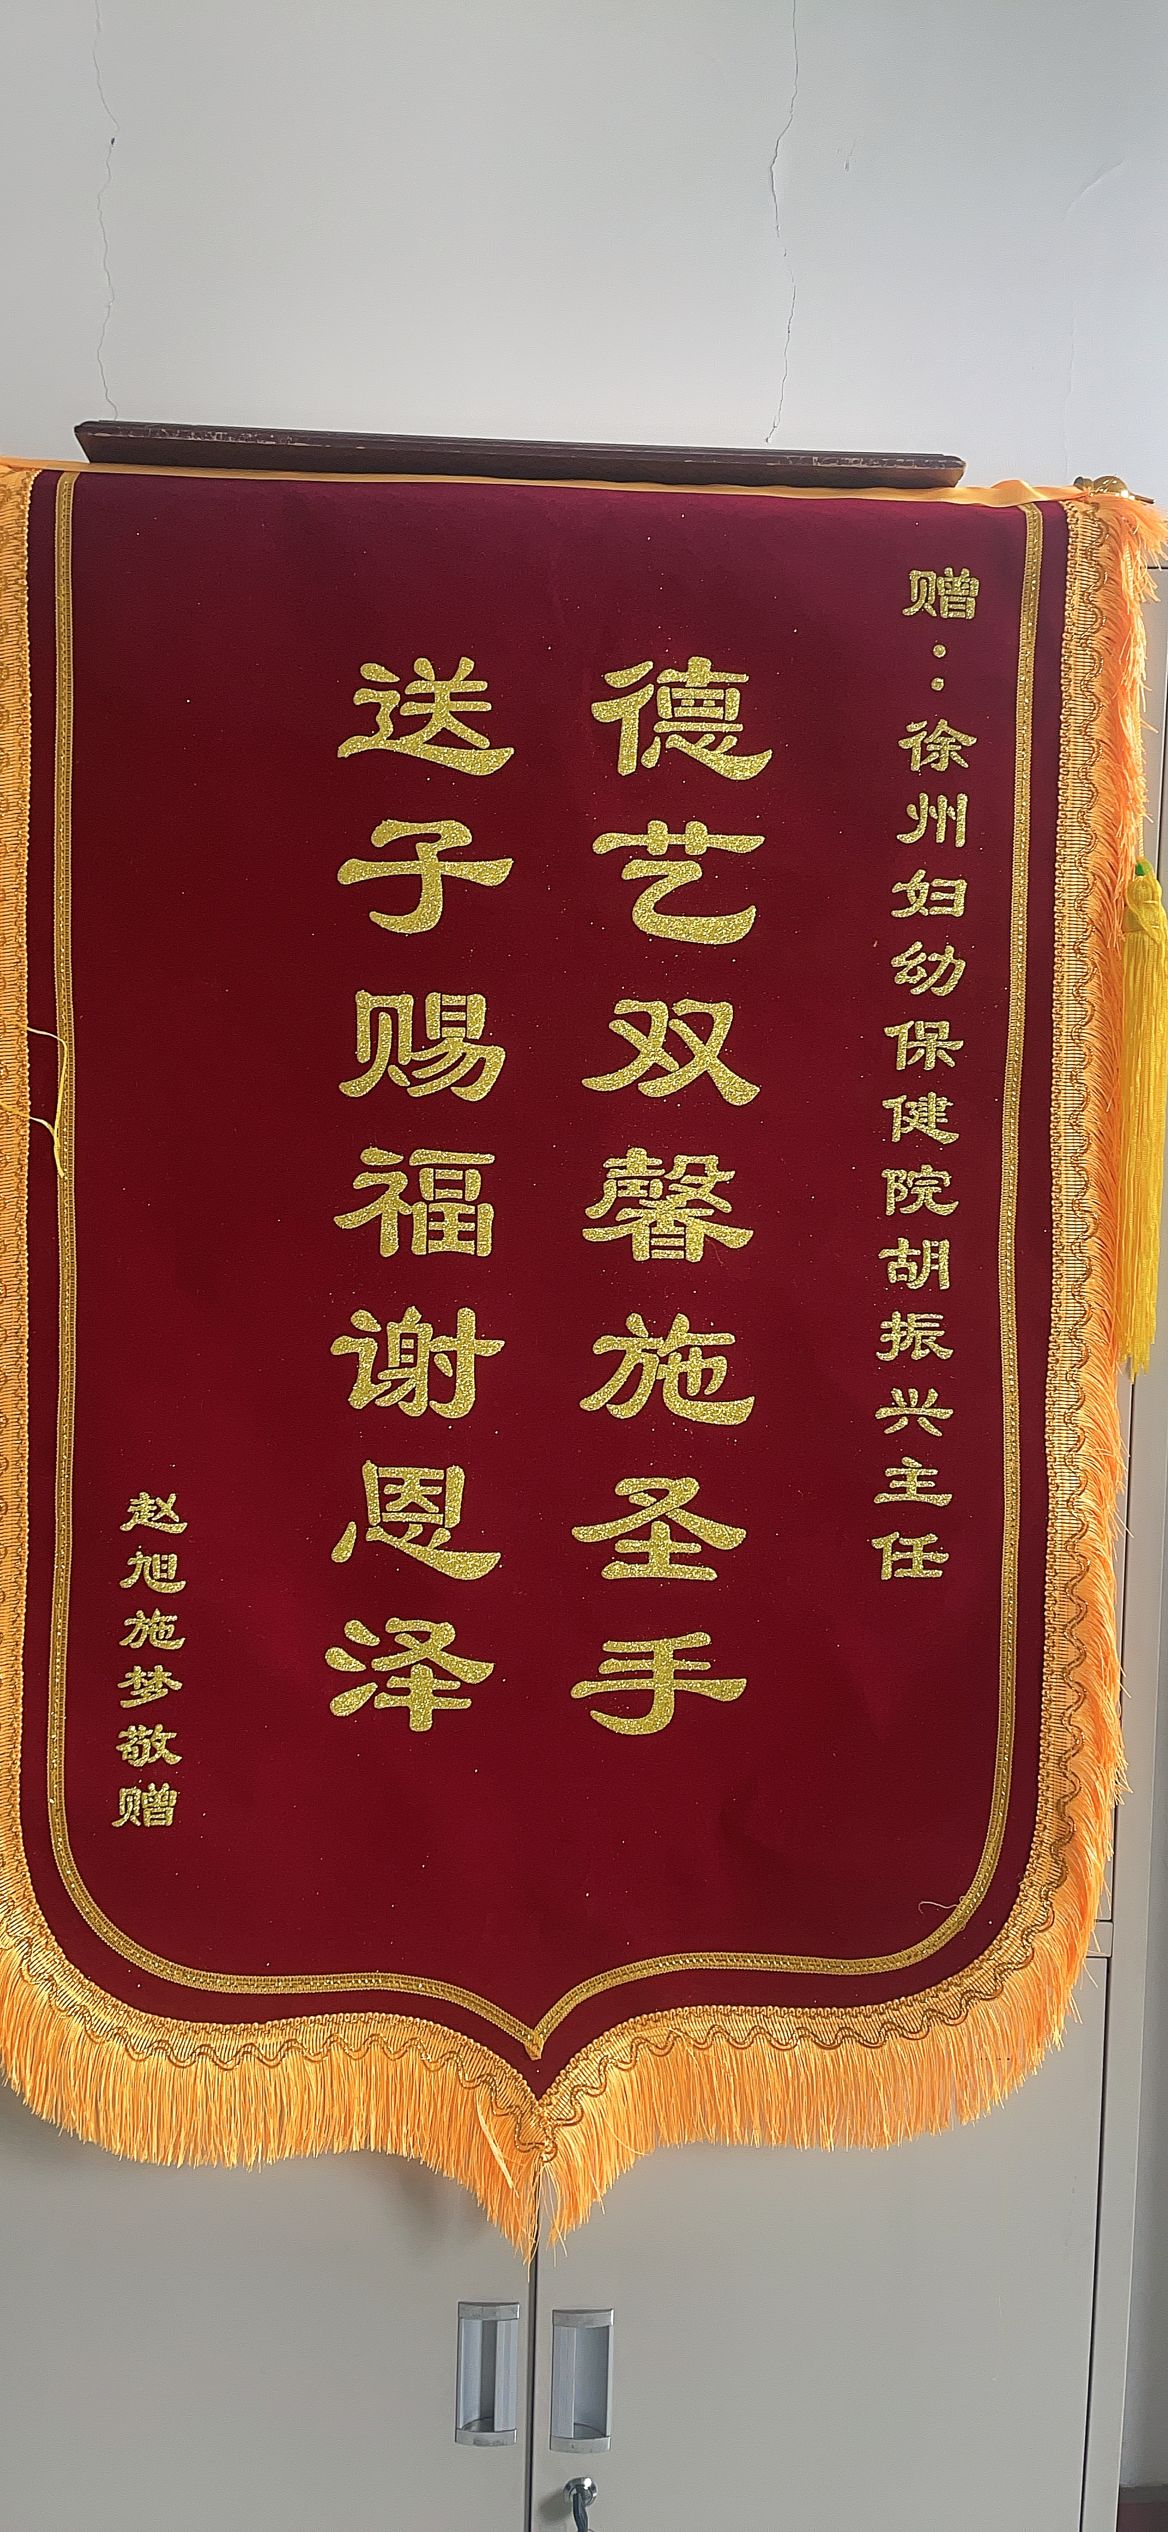 赠：徐州妇幼保健院胡振兴主任
德艺双馨施圣手
送子赐福谢恩泽
赵旭施梦敬赠